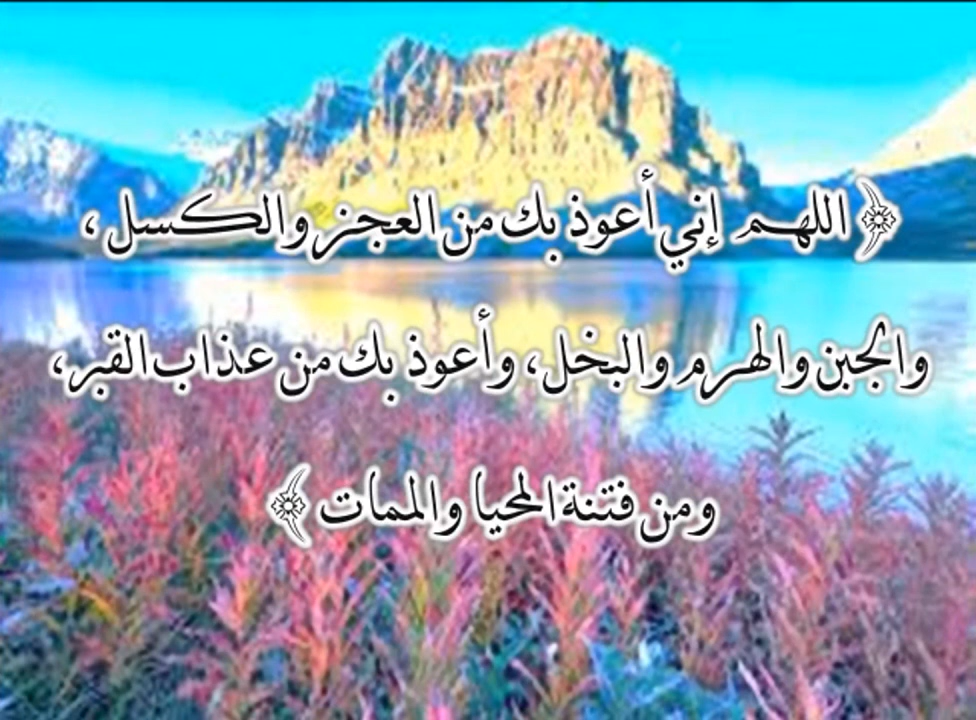 ﴿ اللهم إني أعوذ بك من العجز والكسل ،
والجبن والهرم والبخل، وأعوذ بك من عذاب القبر،
ومن فتنة المحيا والممات ﴾